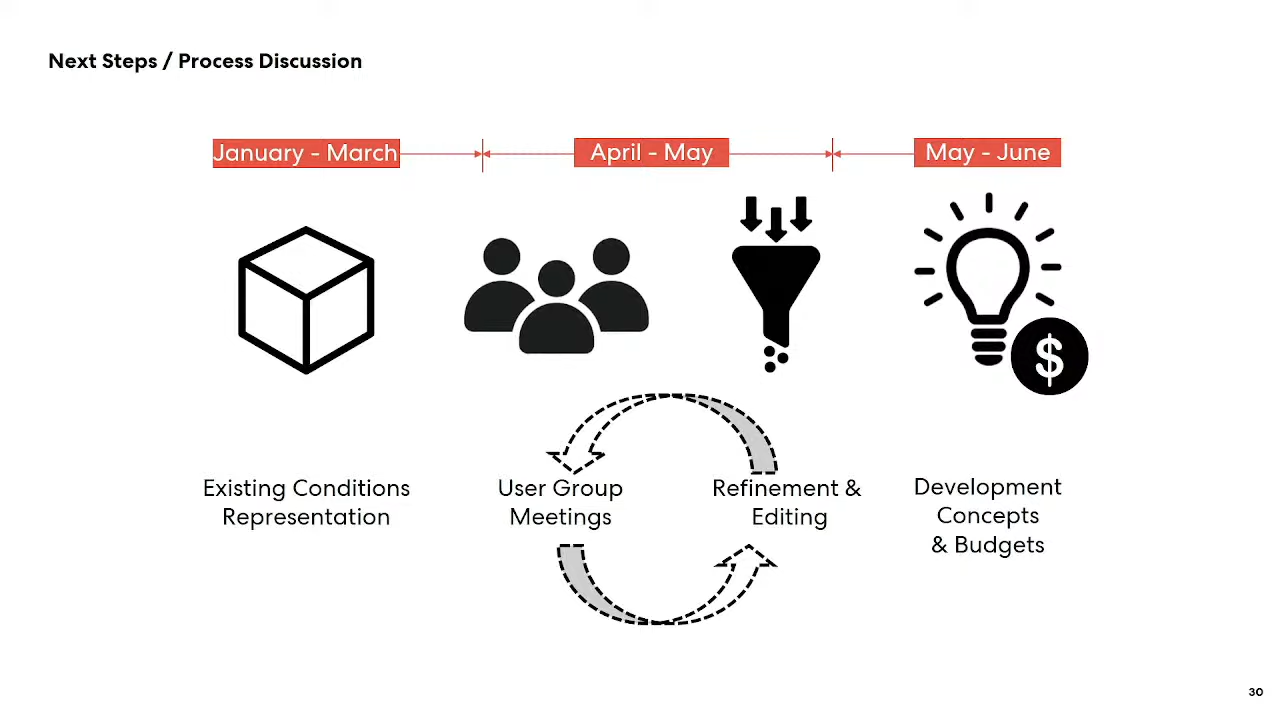 Next Steps / Process Discussion
January - March
April - May
May - June
$
Existing Conditions
Representation
User Group
Meetings
Refinement &
Editing
Development
Concepts
& Budgets
30